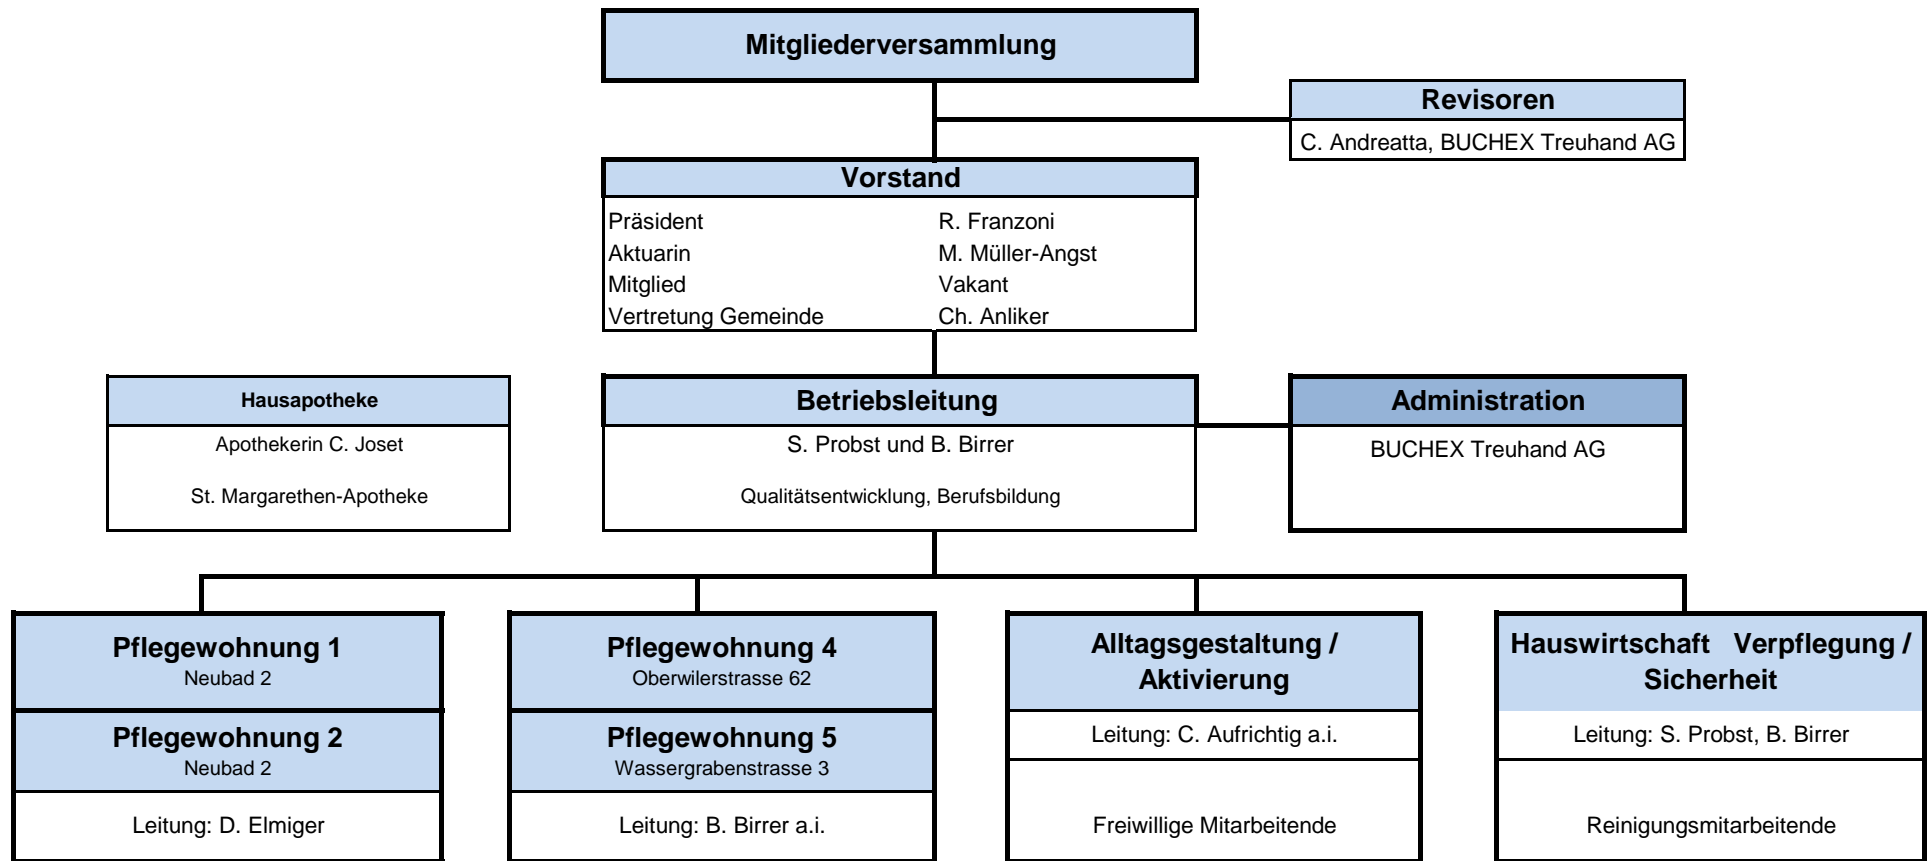 Mitgliederversammlung
Revisoren
C. Andreatta, BUCHEX Treuhand AG
Vorstand
Präsident R. Franzoni
Aktuarin M. Müller-Angst
Mitglied Vakant
Vertretung Gemeinde Ch. Anliker
Hausapotheke
Apothekerin C. Joset
St. Margarethen-Apotheke
Betriebsleitung
S. Probst und B. Birrer
Qualitätsentwicklung, Berufsbildung
Administration
BUCHEX Treuhand AG
Pflegewohnung 1
Neubad 2
Pflegewohnung 2
Neubad 2
Leitung: D. Elmiger
Pflegewohnung 4
Oberwilerstrasse 62
Pflegewohnung 5
Wassergrabenstrasse 3
Leitung: B. Birrer a.i.
Alltagsgestaltung /
Aktivierung
Leitung: C. Aufrichtig a.i.
Freiwillige Mitarbeitende
Hauswirtschaft Verpflegung /
Sicherheit
Leitung: S. Probst, B. Birrer
Reinigungsmitarbeitende